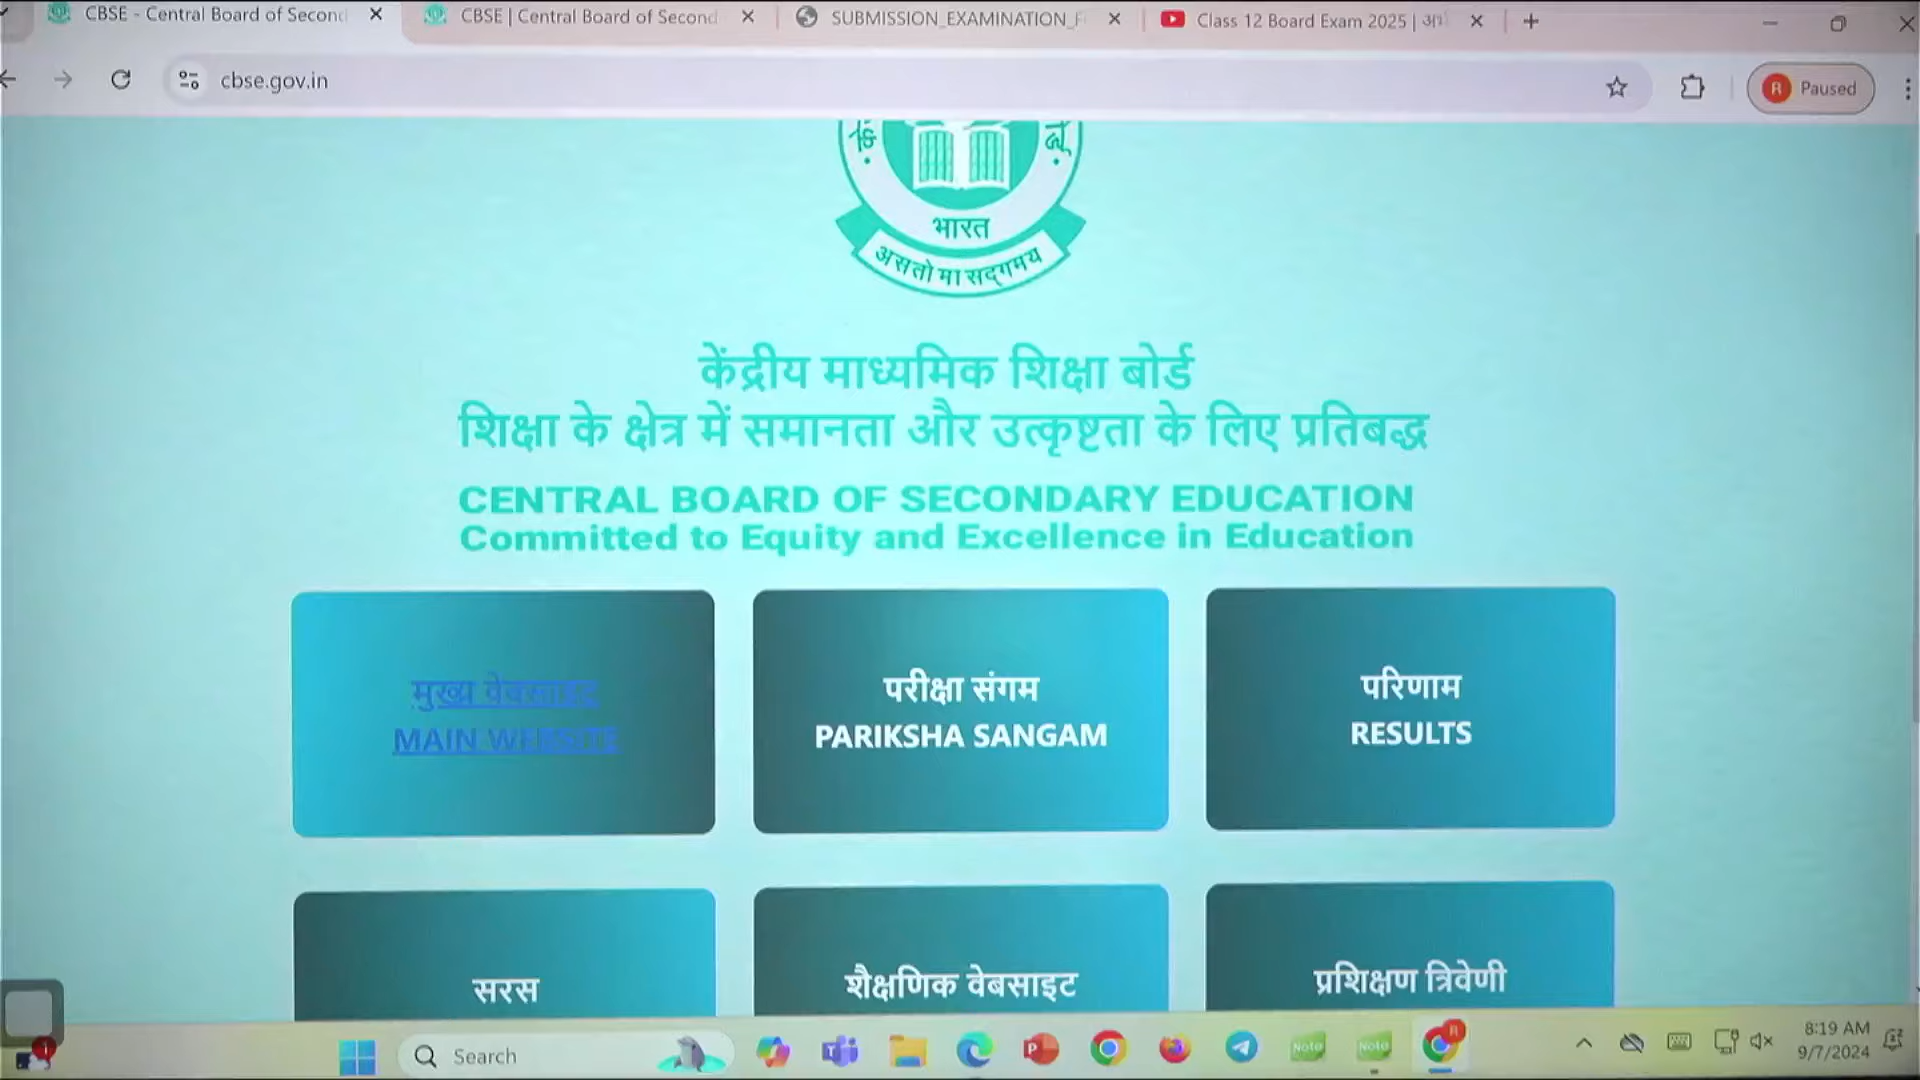 CBSE - Central Board of Second
CBSE | Central Board of Second
SUBMISSION_EXAMINATION_F
Class 12 Board Exam 2025 |
cbse.gov.in
R
Paused
भारत
असतो मा सद्गमय
केंद्रीय माध्यमिक शिक्षा बोर्ड
शिक्षा के क्षेत्र में समानता और उत्कृष्टता के लिए प्रतिबद्ध
CENTRAL BOARD OF SECONDARY EDUCATION
Committed to Equity and Excellence in Education
मुख्य वेबसाइट
MAIN WEBSITE
परीक्षा संगम
PARIKSHA SANGAM
परिणाम
RESULTS
सरस
शैक्षणिक वेबसाइट
प्रशिक्षण त्रिवेणी
Search
Note
Note
R
8:19 AM
9/7/2024
1